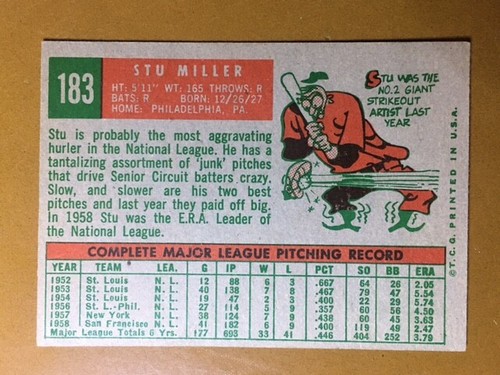 183
STU MILLER
HT: 5'11" WT: 165 THROWS: R
BATS: R BORN: 12/26/27
HOME: PHILADELPHIA, PA.
Stu is probably the most aggravating
hurler in the National League. He has a
tantalizing assortment of 'junk' pitches
that drive Senior Circuit batters crazy.
Slow, and slower are his two best
pitches and last year they paid off big.
In 1958 Stu was the E.R.A. Leader of
the National League.
STU WAS THE
NO. 2 GIANT
STRIKEOUT
ARTIST LAST
YEAR
© T.C.G. PRINTED IN U.S.A.
COMPLETE MAJOR LEAGUE PITCHING RECORD
YEAR TEAM LEA. G IP W L PCT SO BB ERA
1952 St. Louis N. L. 12 88 6 3 .667 64 26 2.05
1953 St. Louis N. L. 40 138 7 8 .467 79 47 5.54
1954 St. Louis N. L. 19 47 2 3 .400 22 29 5.74
1956 St. L.-Phil. N. L. 27 114 5 9 .357 60 56 4.50
1957 New York N. L. 38 124 7 9 .438 60 45 3.63
1958 San Francisco N. L. 41 182 6 9 .400 119 49 2.47
Major League Totals 6 Yrs. 177 693 33 41 .446 404 252 3.79